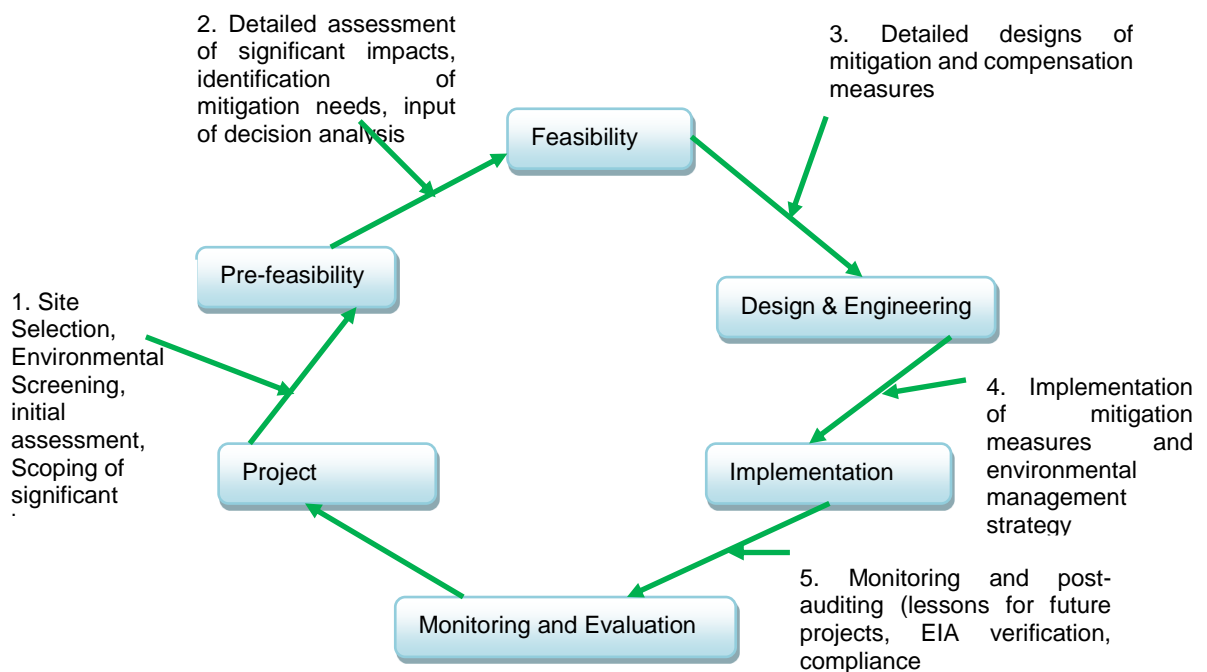 2. Detailed assessment
of significant impacts,
identification of
mitigation needs, input
of decision analysis
3. Detailed designs of
mitigation and compensation
measures
Feasibility
Pre-feasibility
Design & Engineering
1. Site
Selection,
Environmental
Screening,
initial
assessment,
Scoping of
significant
4. Implementation
of mitigation
measures and
environmental
management
strategy
Project
Implementation
5. Monitoring and post-
auditing (lessons for future
projects, EIA verification,
compliance
Monitoring and Evaluation